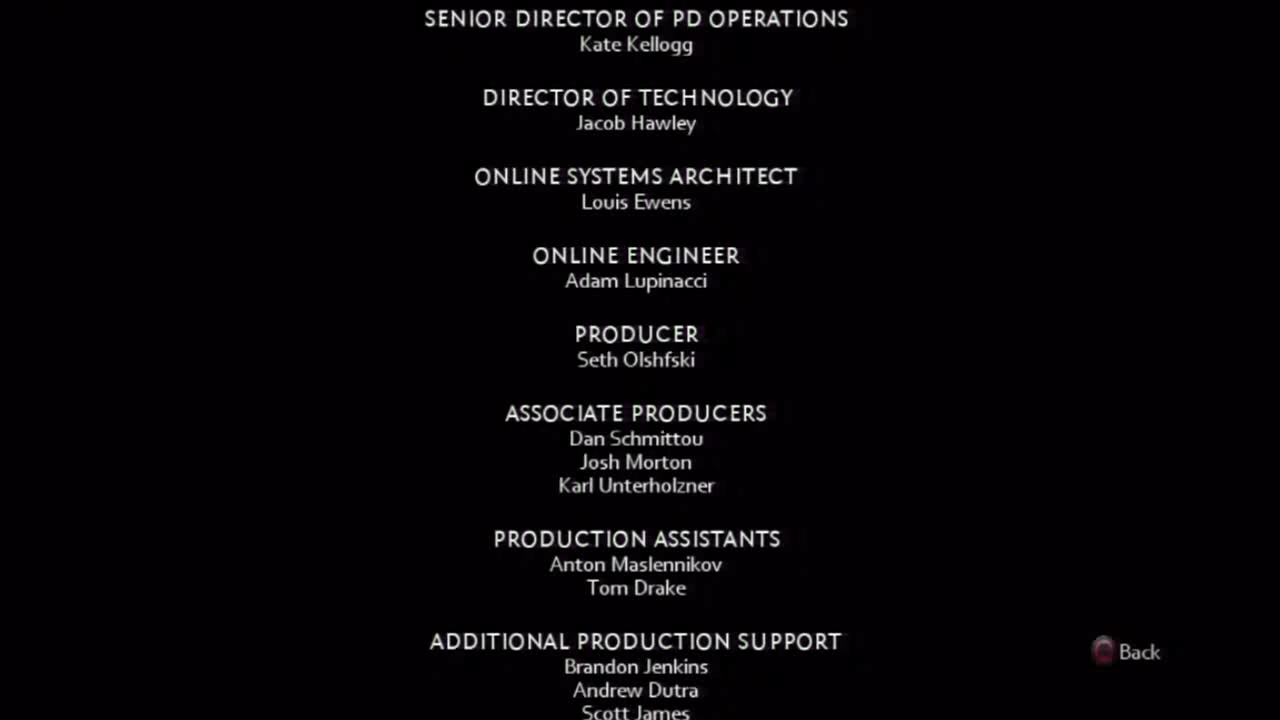 SENIOR DIRECTOR OF PD OPERATIONS
Kate Kellogg
DIRECTOR OF TECHNOLOGY
Jacob Hawley
ONLINE SYSTEMS ARCHITECT
Louis Ewens
ONLINE ENGINEER
Adam Lupinacci
PRODUCER
Seth Olshfski
ASSOCIATE PRODUCERS
Dan Schmittou
Josh Morton
Karl Unterholzner
PRODUCTION ASSISTANTS
Anton Maslennikov
Tom Drake
ADDITIONAL PRODUCTION SUPPORT
Back
Brandon Jenkins
Andrew Dutra
Scott James